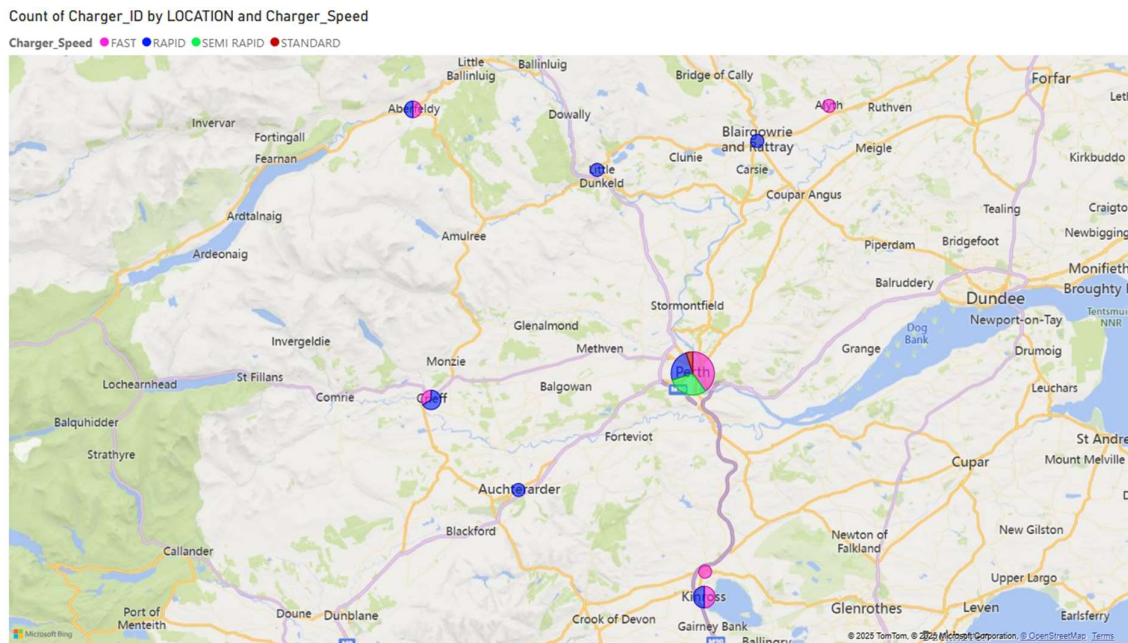 Count of Charger_ID by LOCATION and Charger_Speed
Charger_Speed FAST RAPID SEMI RAPID STANDARD
Little
Ballinluig
Ballinluig
Bridge of Cally
Forfar
Aberfeldy
Dowally
Alyth
Ruthven
Invervar
Fortingall
Fearnan
Blairgowrie
and Rattray
Meigle
Clunie
Carsie
Kirkbuddo
Little
Dunkeld
Coupar Angus
Ardtalnaig
Tealing
Amulree
Piperdam
Bridgefoot
Newbigging
Ardeonaig
Balruddery
Monifieth
Broughty
Dundee
Stormontfield
Newport-on-Tay
Tentsmuir
NNR
Glenalmond
Dog
Bank
Invergeldie
Methven
Grange
Drumoig
Monzie
Perth
St Fillans
Lochearnhead
Balgowan
Leuchars
Comrie
Crieff
Balquhidder
Forteviot
St Andre
Strathyre
Cupar
Mount Melville
Auchterarder
Blackford
New Gilston
Newton of
Falkland
Callander
Upper Largo
Kinross
Port of
Menteith
Doune
Dunblane
Crook of Devon
Glenrothes
Leven
Earlsferry
Gairney Bank
Ballingry
Microsoft Bing
© 2025 TomTom, © 2025 Microsoft Corporation, © OpenStreetMap Terms